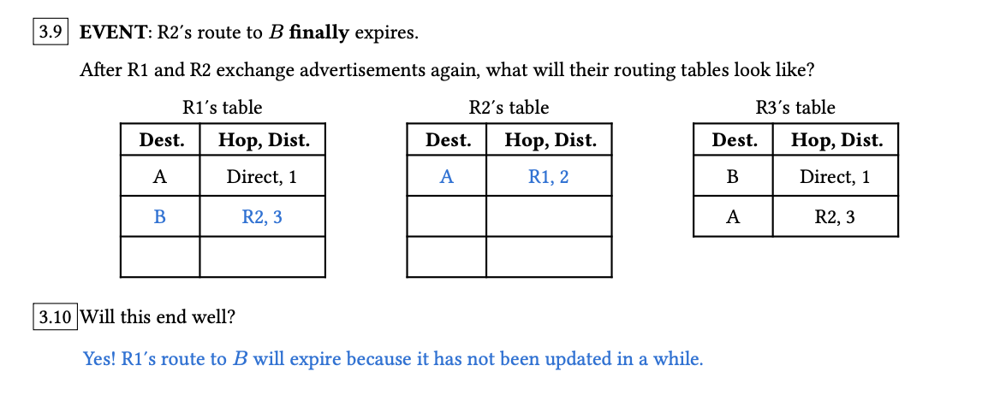 3.9 EVENT: R2′s route to B finally expires.
After R1 and R2 exchange advertisements again, what will their routing tables look like?
R1′s table R2′s table R3′s table
Dest. Hop, Dist. Dest. Hop, Dist. Dest. Hop, Dist.
A Direct, 1 A R1, 2 B Direct, 1
B R2, 3 A R2, 3
3.10 Will this end well?
Yes! R1′s route to B will expire because it has not been updated in a while.